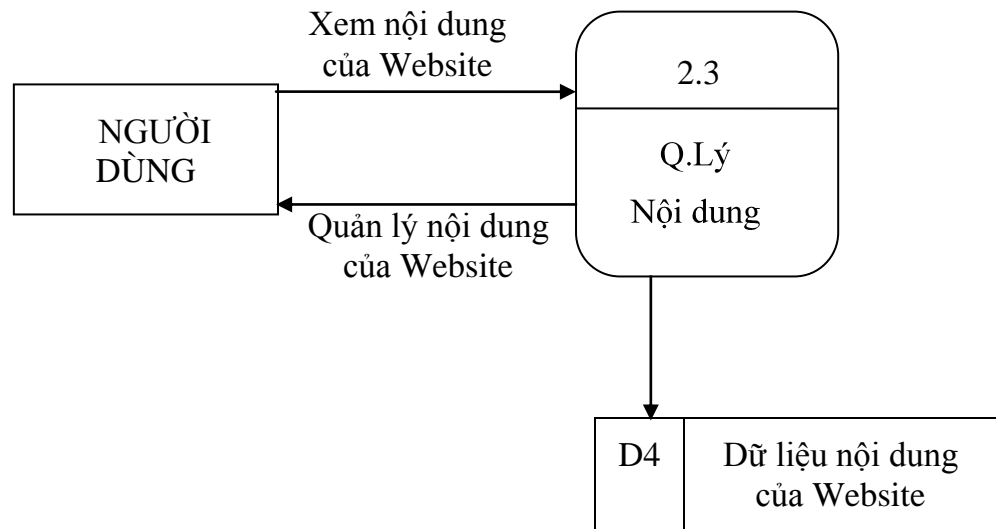 Xem nội dung
của Website
2.3
NGƯỜI
DÙNG
Q.Lý
Nội dung
Quản lý nội dung
của Website
D4
Dữ liệu nội dung
của Website